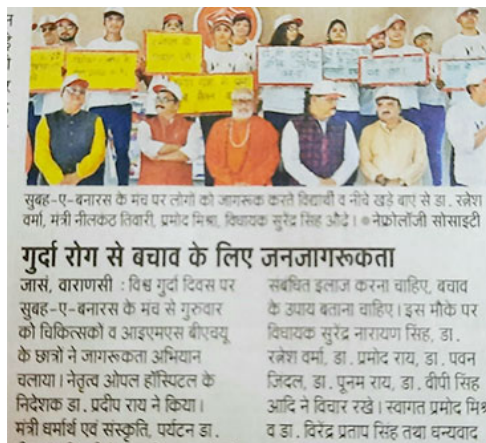 सुबह-ए-बनारस के मंच पर लोगों को जागरूक करते विद्यार्थी व नीचे खड़े बाएं से डा. रत्नेश
वर्मा, मंत्री नीलकंठ तिवारी, प्रमोद मिश्रा, विधायक सुरेंद्र सिंह औढ़े। ● नेफ्रोलॉजी सोसाइटी
गुर्दा रोग से बचाव के लिए जनजागरूकता
जासं, वाराणसी : विश्व गुर्दा दिवस पर
सुबह-ए-बनारस के मंच से गुरुवार
को चिकित्सकों व आइएमएस बीएचयू
के छात्रों ने जागरूकता अभियान
चलाया। नेतृत्व ओपल हॉस्पिटल के
निदेशक डा. प्रदीप राय ने किया।
मंत्री धर्मार्थ एवं संस्कृति, पर्यटन डा.
संबंधित इलाज करना चाहिए, बचाव
के उपाय बताना चाहिए। इस मौके पर
विधायक सुरेंद्र नारायण सिंह, डा.
रत्नेश वर्मा, डा. प्रमोद राय, डा. पवन
जिंदल, डा. पूनम राय, डा. वीपी सिंह
आदि ने विचार रखे। स्वागत प्रमोद मिश्र
व डा. विरेंद्र प्रताप सिंह तथा धन्यवाद